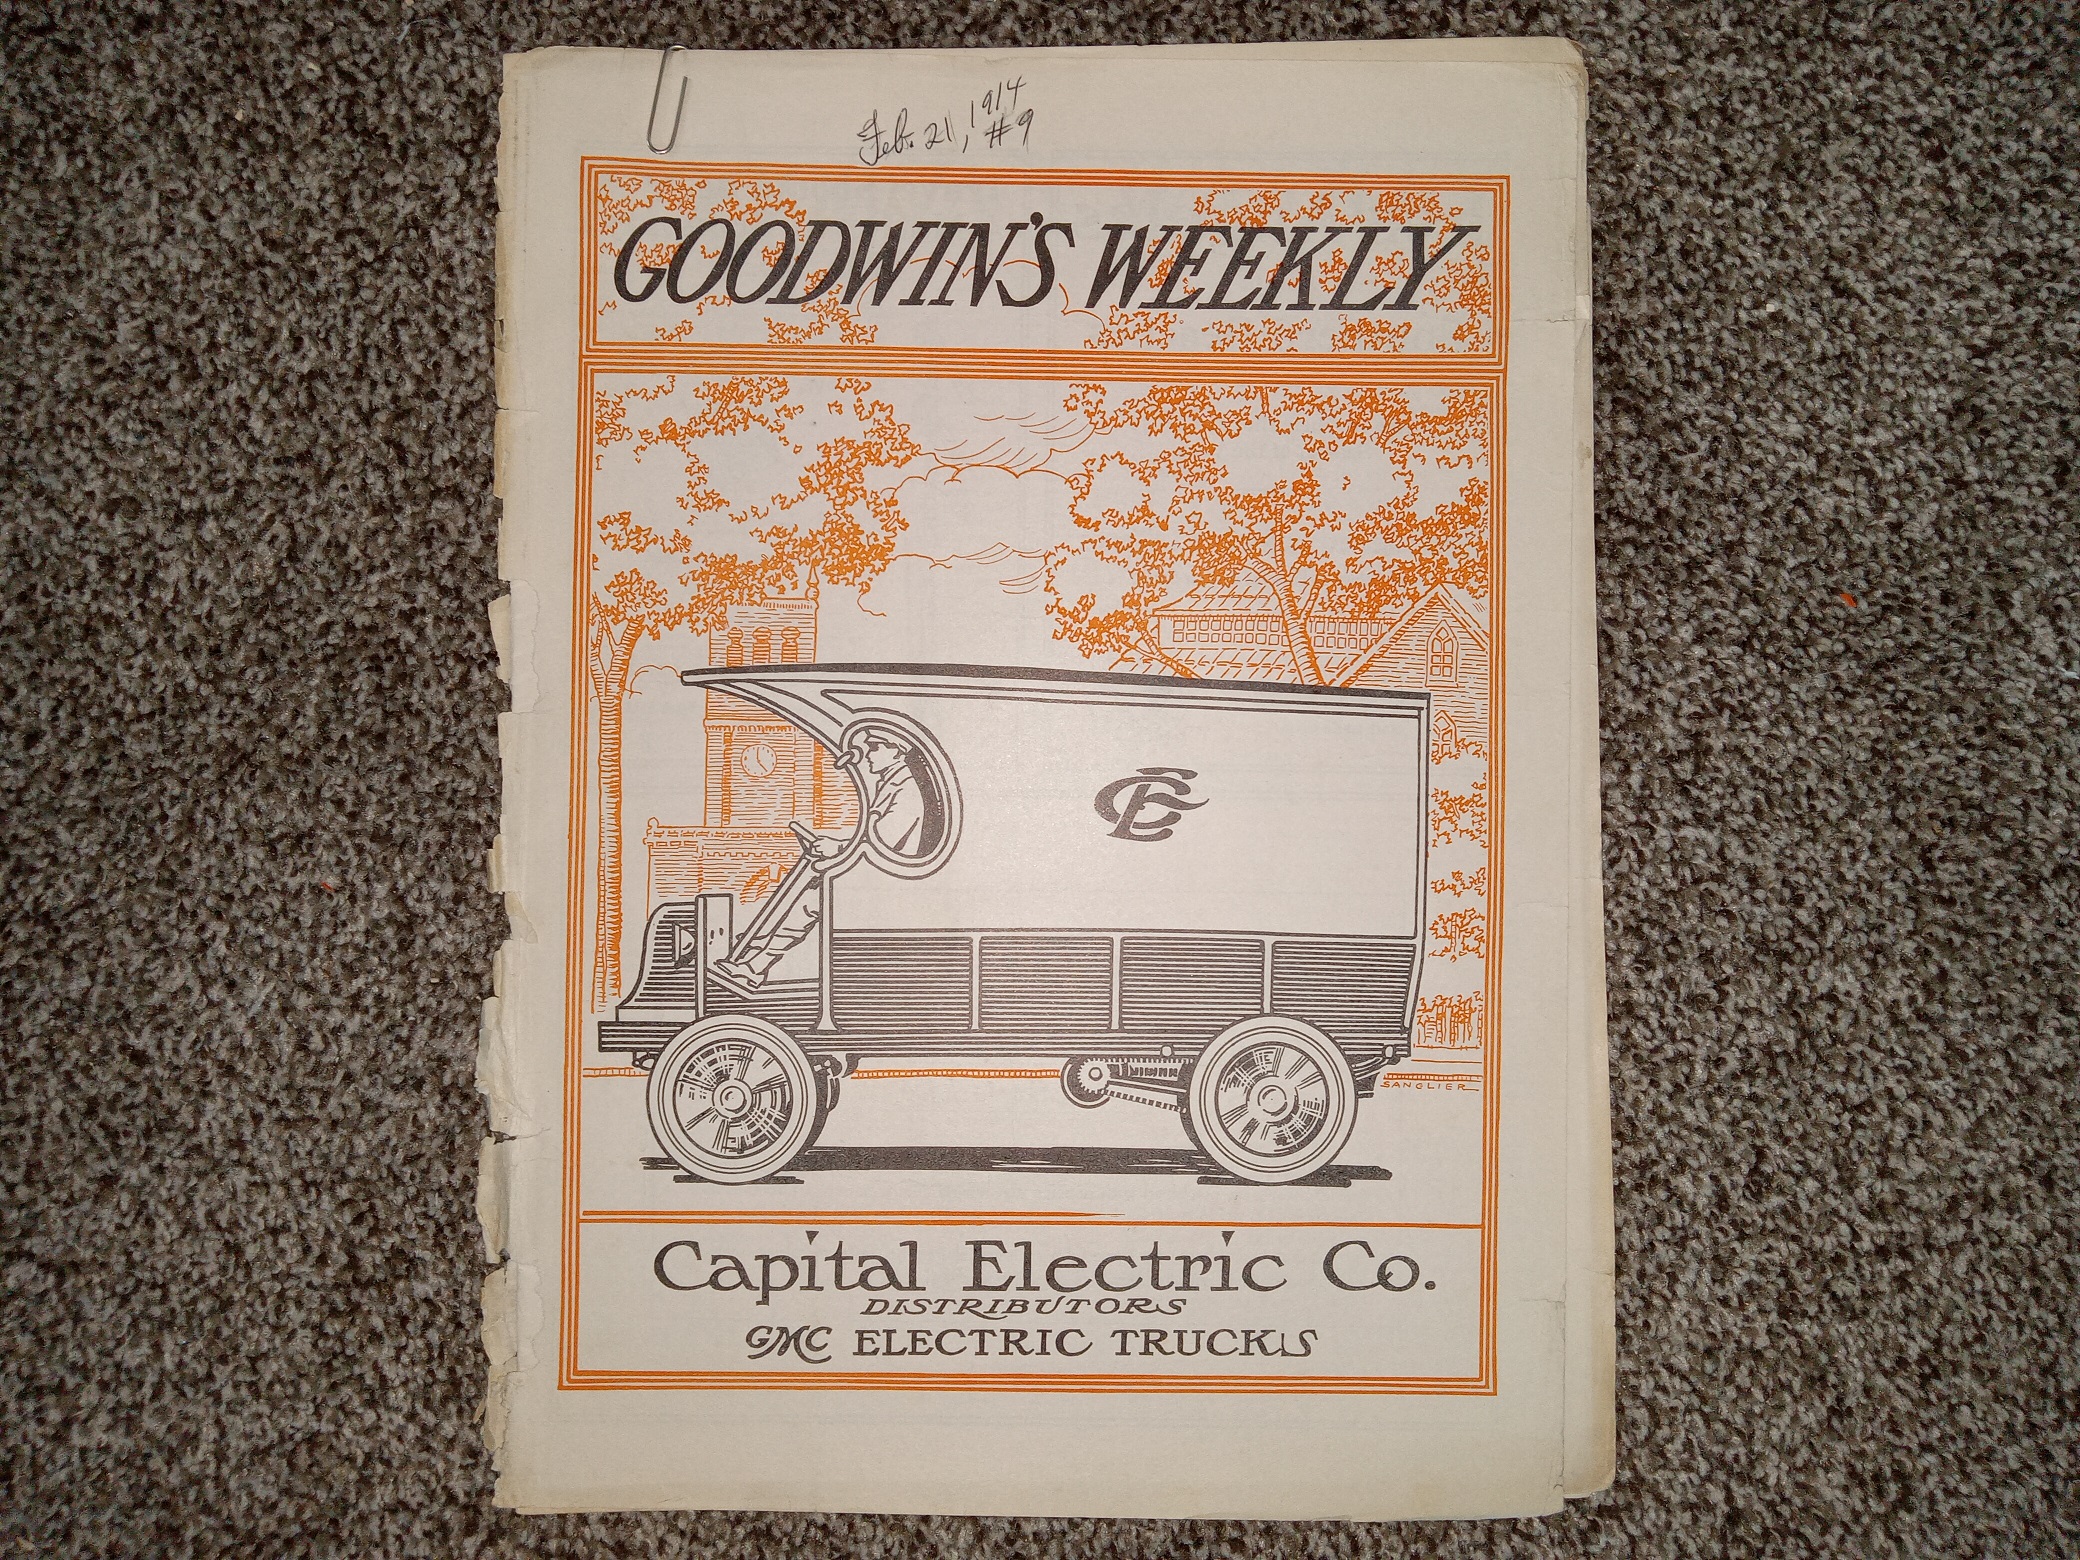 Feb. 21, 1914
#9
GOODWIN'S WEEKLY
CE
SANGLIER
Capital Electric Co.
DISTRIBUTORS
GMC ELECTRIC TRUCKS